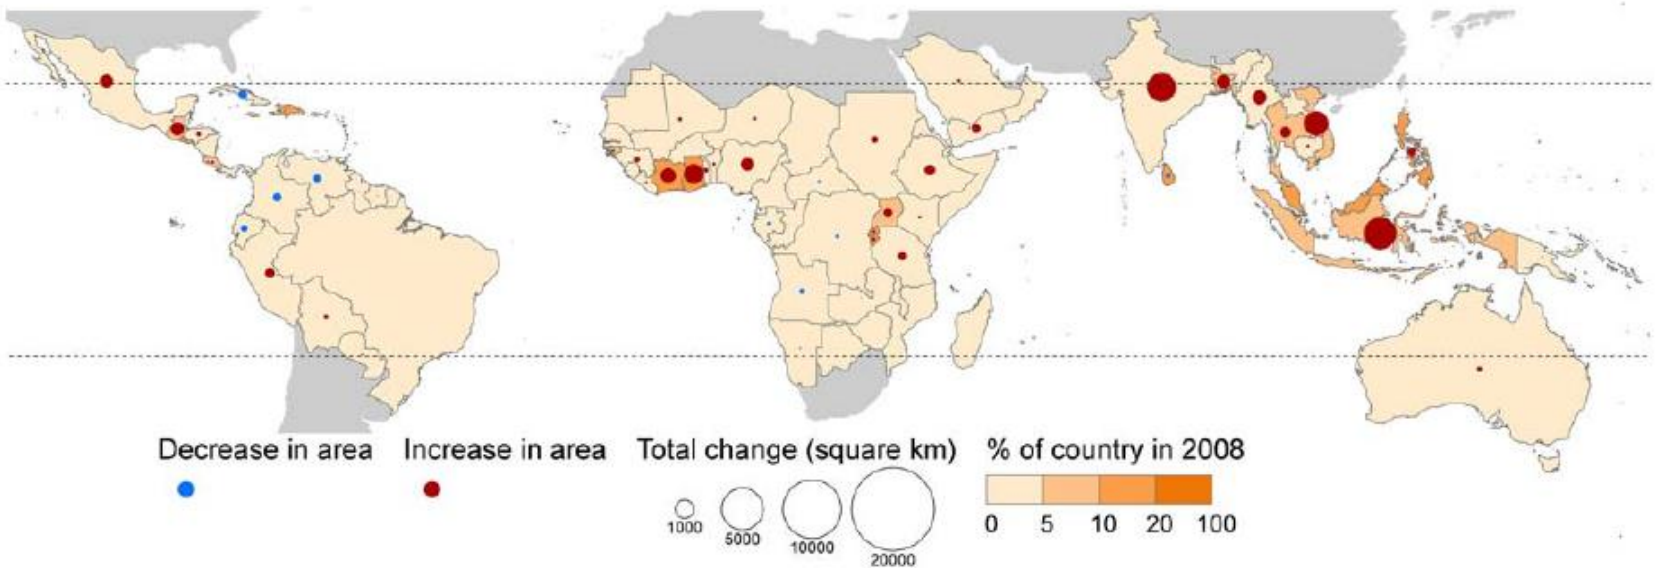 Decrease in area
Increase in area
Total change (square km)
1000
5000
10000
20000
% of country in 2008
0 5 10 20 100